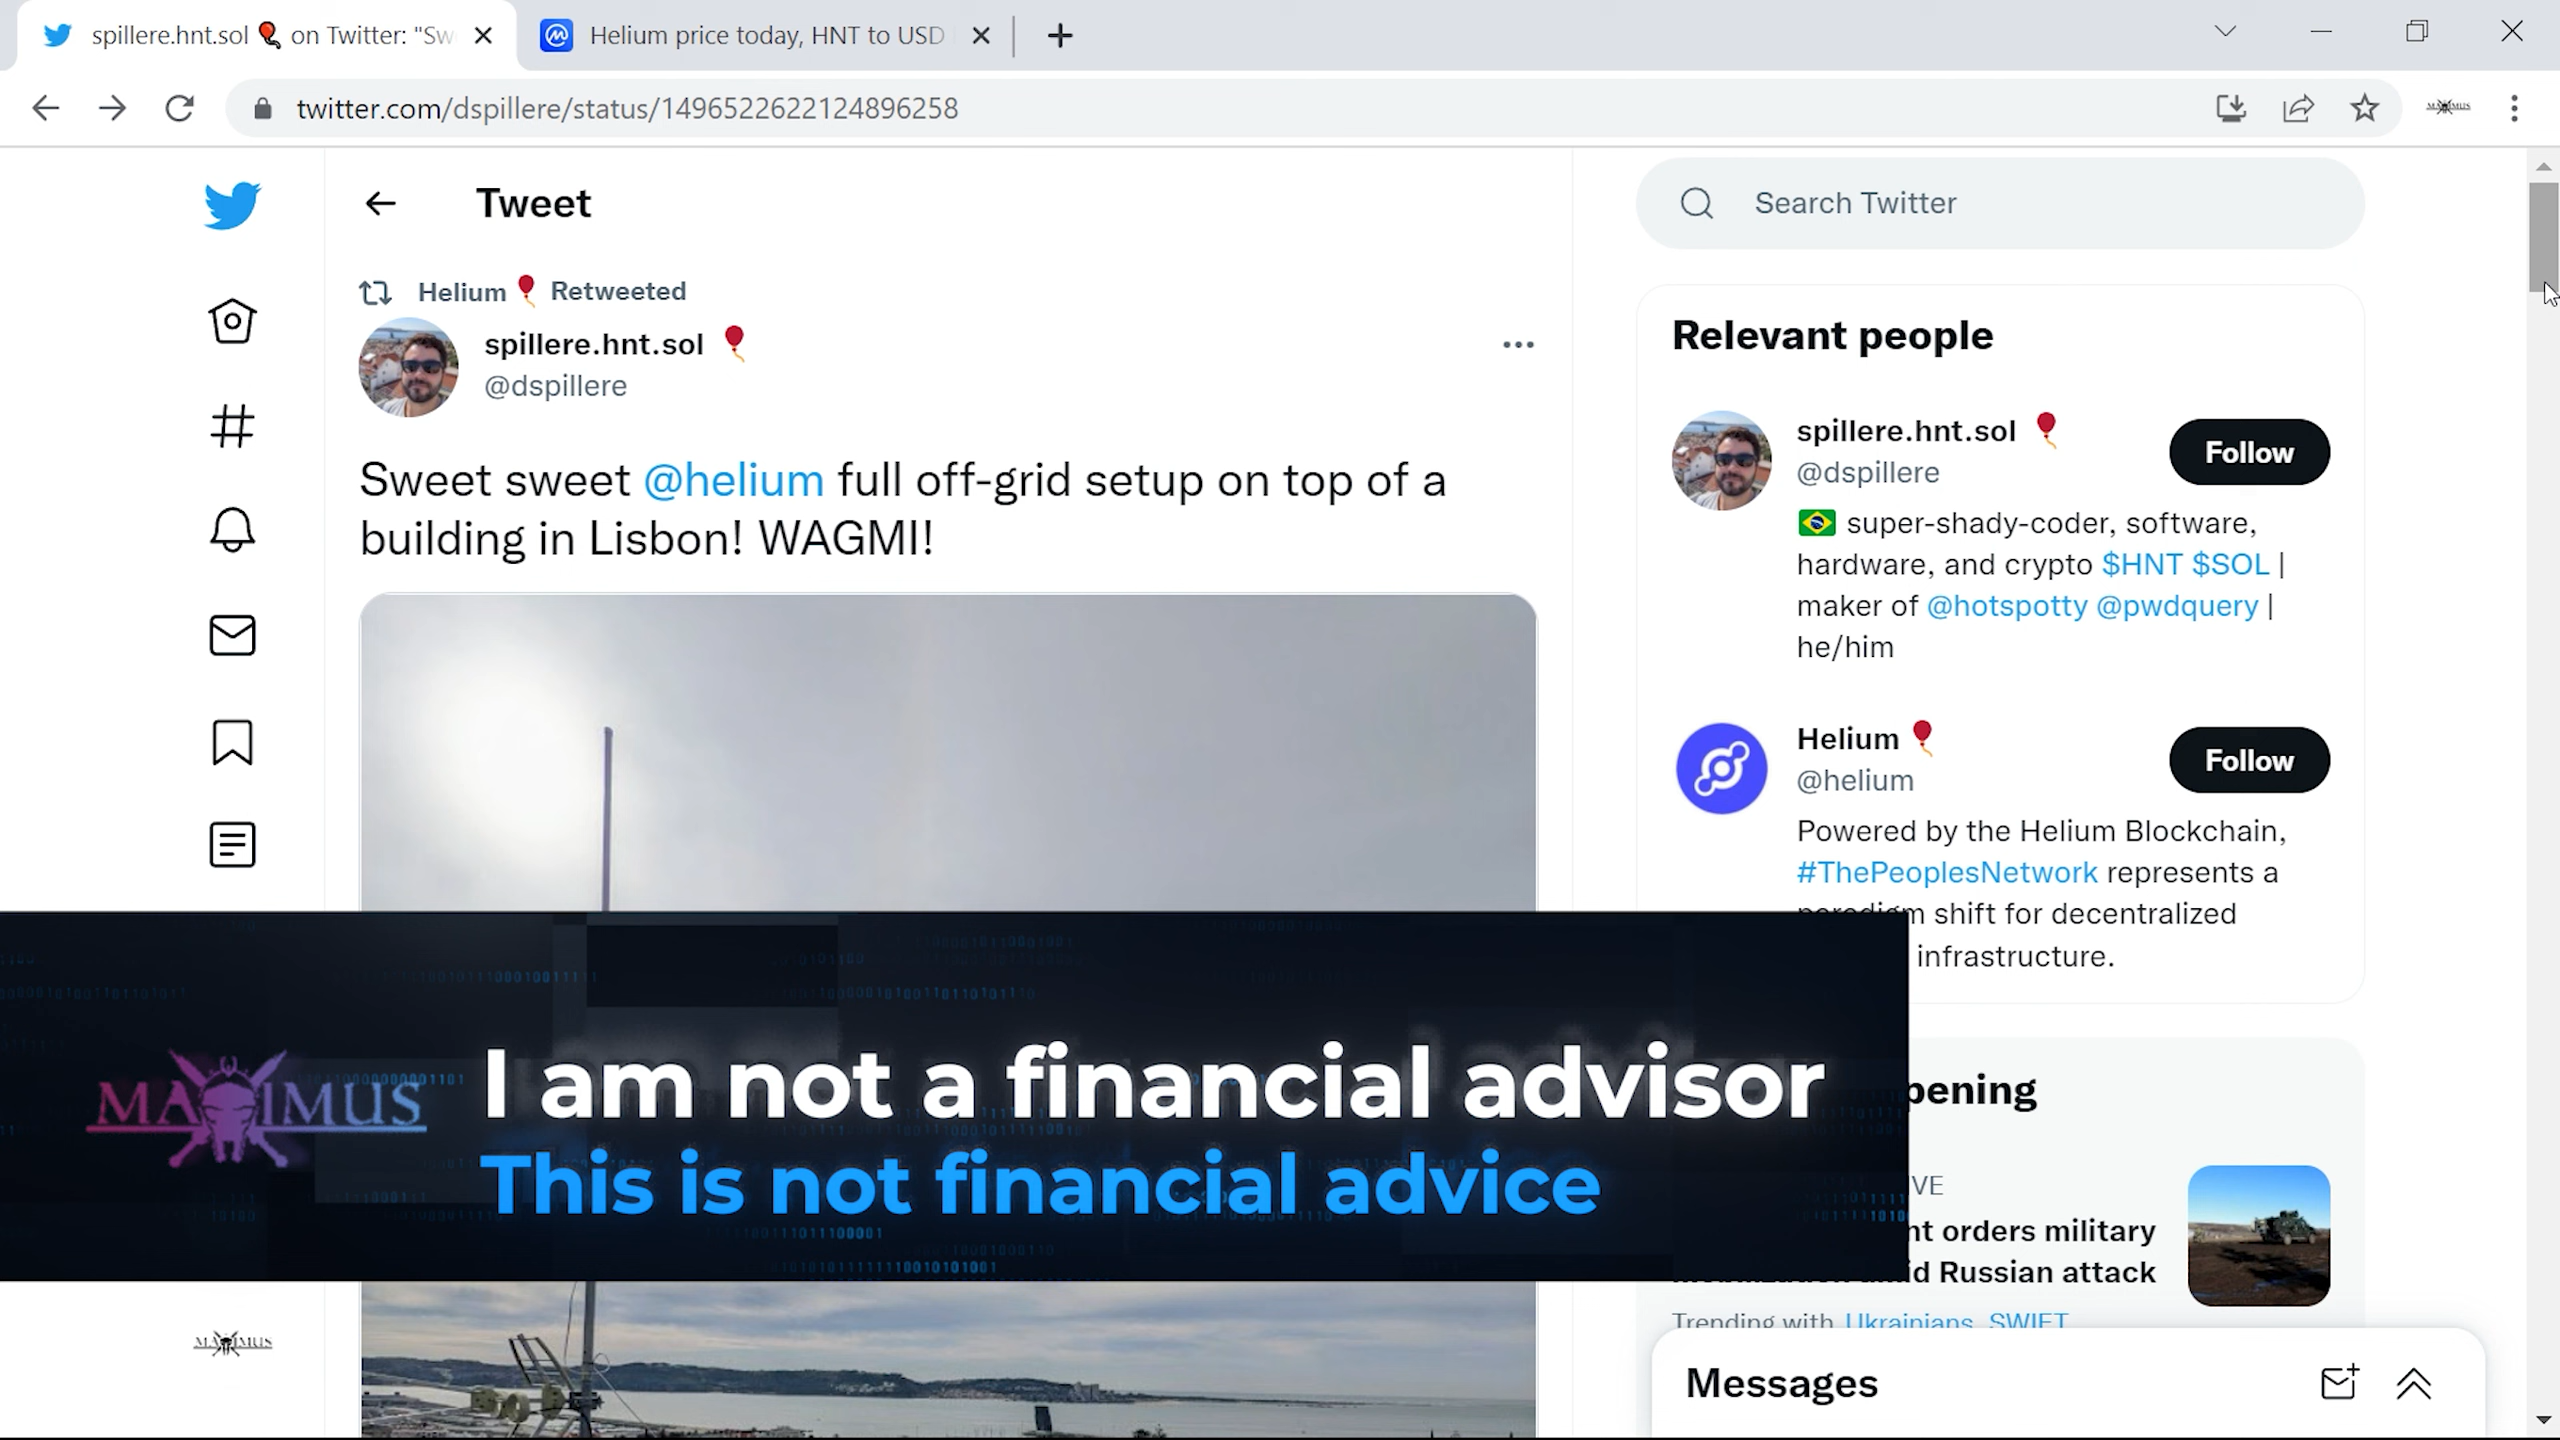 spillere.hnt.sol 🎈 on Twitter: "Sw
Helium price today, HNT to USD
twitter.com/dspillere/status/1496522622124896258
Tweet
Search Twitter
Helium 🎈 Retweeted
spillere.hnt.sol 🎈
@dspillere
Sweet sweet @helium full off-grid setup on top of a
building in Lisbon! WAGMI!
Relevant people
spillere.hnt.sol 🎈
@dspillere
Follow
🇧🇷 super-shady-coder, software,
hardware, and crypto $HNT $SOL |
maker of @hotspotty @pwdquery |
he/him
Helium 🎈
@helium
Follow
Powered by the Helium Blockchain,
#ThePeoplesNetwork represents a
paradigm shift for decentralized
infrastructure.
pening
VE
nt orders military
id Russian attack
Trending with Ukrainians, SWIFT
Messages
MAXIMUS
I am not a financial advisor
This is not financial advice
MAXIMUS